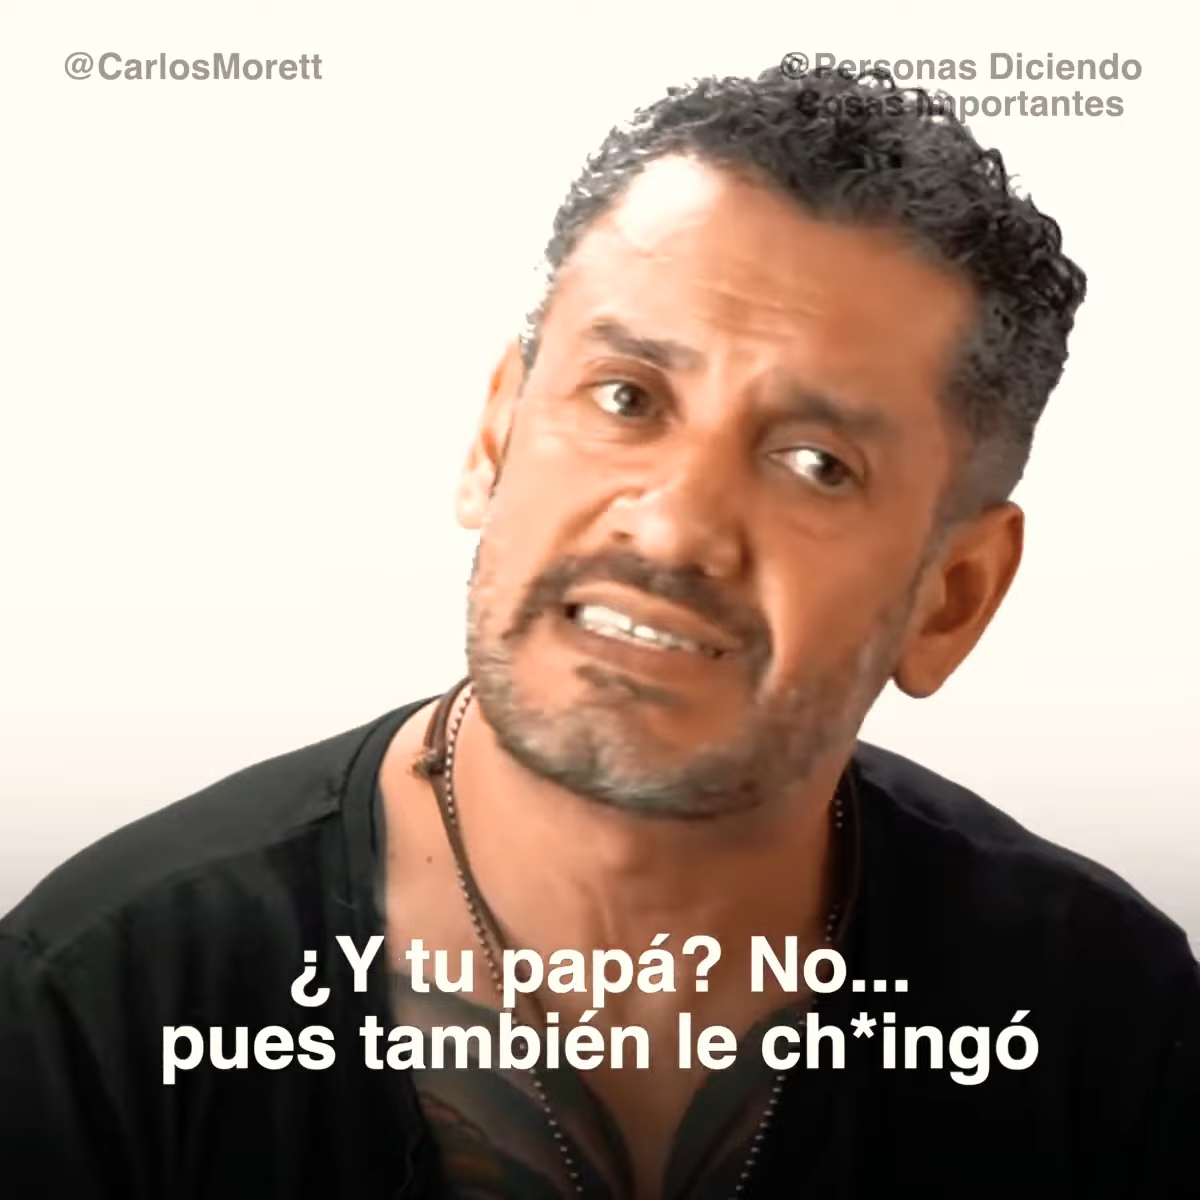 @CarlosMorett
@Personas Diciendo
Cosas Importantes
¿Y tu papá? No...
pues también le ch*ingó